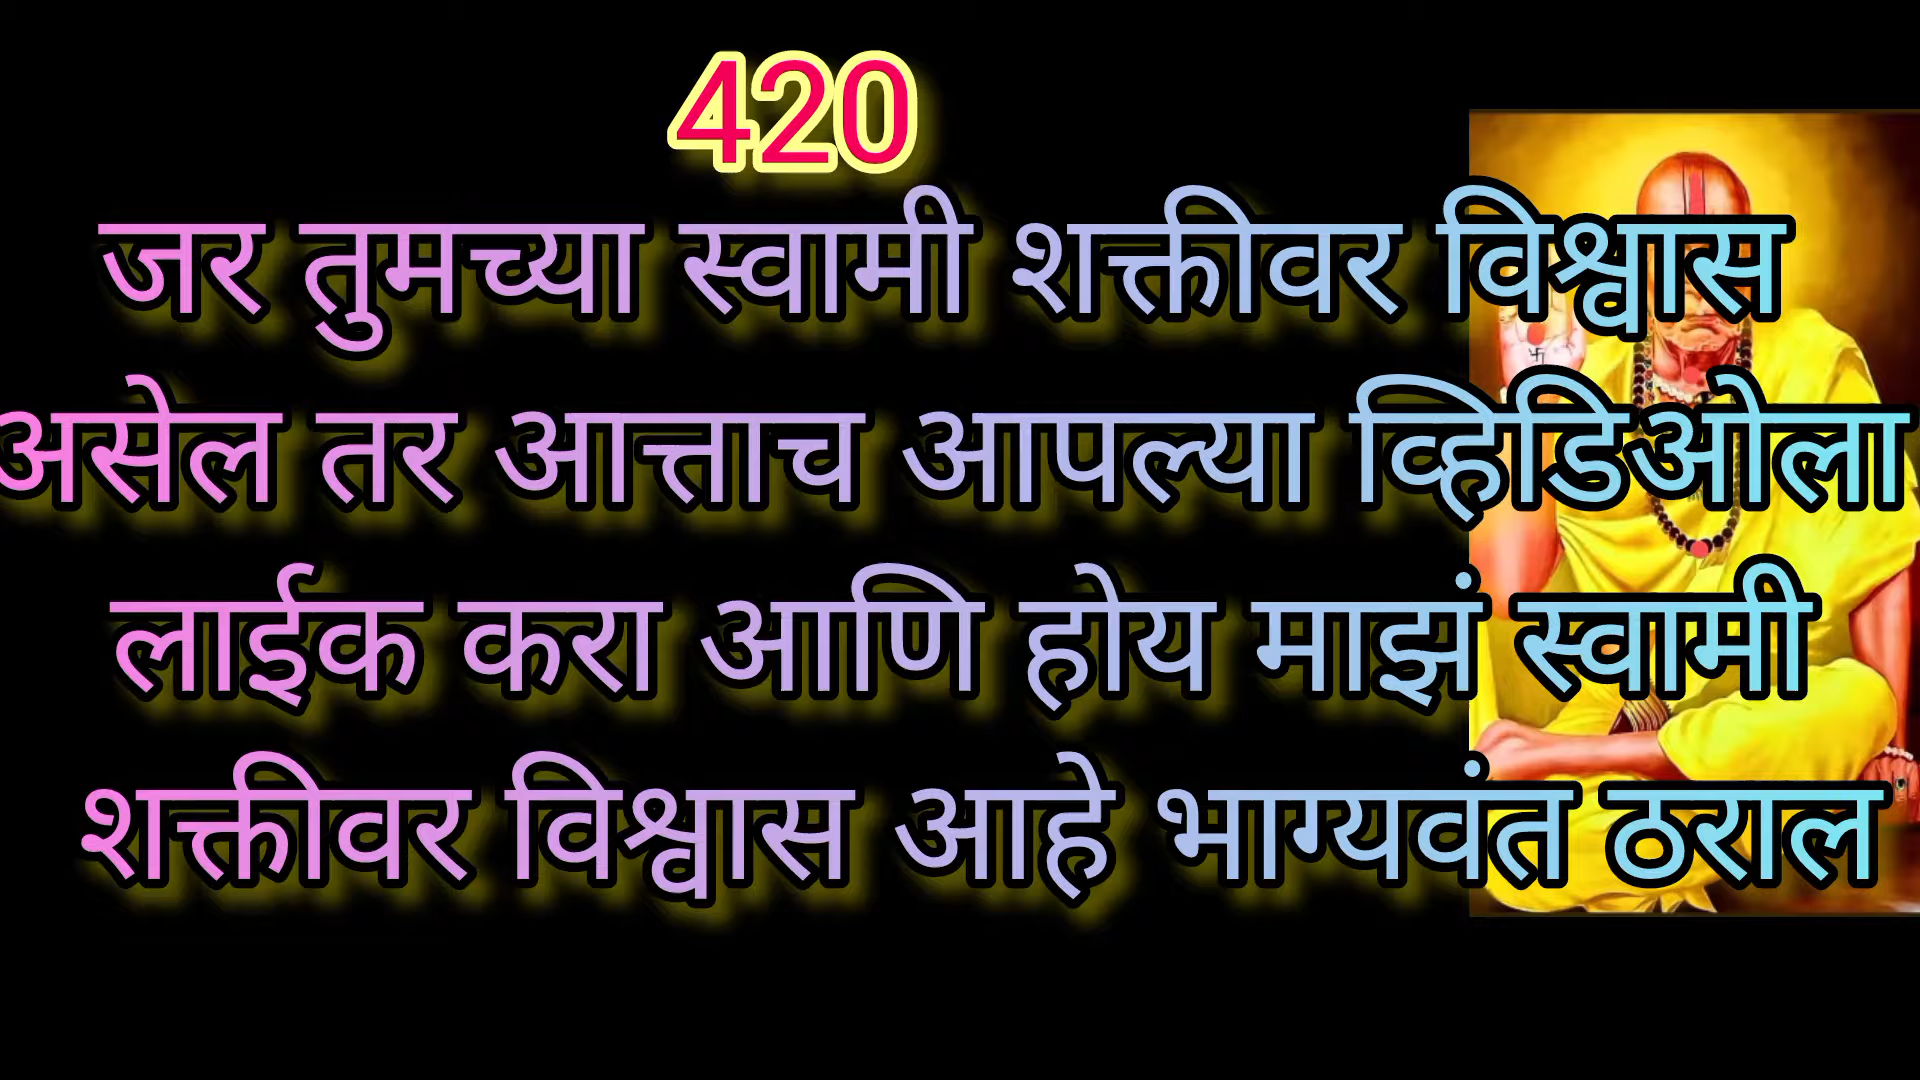 420
जर तुमच्या स्वामी शक्तीवर विश्वास
असेल तर आत्ताच आपल्या व्हिडिओला
लाईक करा आणि होय माझं स्वामी
शक्तीवर विश्वास आहे भाग्यवंत ठराल